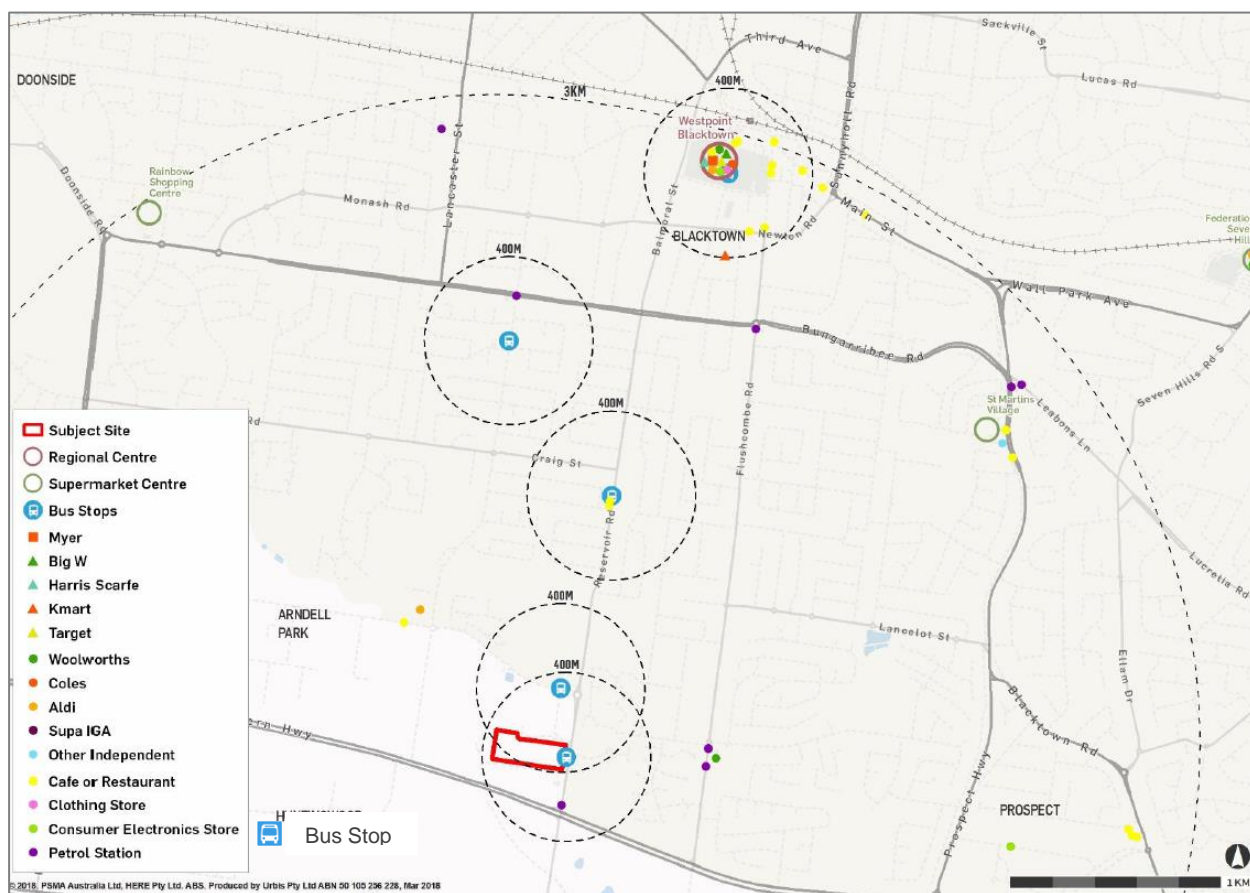 Sackville St
Third Ave
DOONSIDE
Lucas Rd
400M
3KM
Sunnyholt Rd
Westpoint
Blacktown
Lancaster St
Rainbow
Shopping
Centre
Doonside Rd
Monash Rd
Balmoral St
Main St
Newton Rd
BLACKTOWN
Federation
Seve
Hill
400M
Wall Park Ave
Bungarribee Rd
Seven Hills Rd S
St Martins
Village
Leabons Ln
Flushcombe Rd
400M
Rd
Craig St
Reservoir Rd
Lucretia Rd
400M
ARNDELL
PARK
Lancelot St
400M
Ellam Dr
ern Hwy
Blacktown Rd
Prospect Hwy
PROSPECT
Subject Site
Regional Centre
Supermarket Centre
Bus Stops
Myer
Big W
Harris Scarfe
Kmart
Target
Woolworths
Coles
Aldi
Supa IGA
Other Independent
Cafe or Restaurant
Clothing Store
Consumer Electronics Store
Petrol Station
Bus Stop
© 2018. PSMA Australia Ltd, HERE Pty Ltd. ABS. Produced by Urbis Pty Ltd ABN 50 105 256 228, Mar 2018
1KM